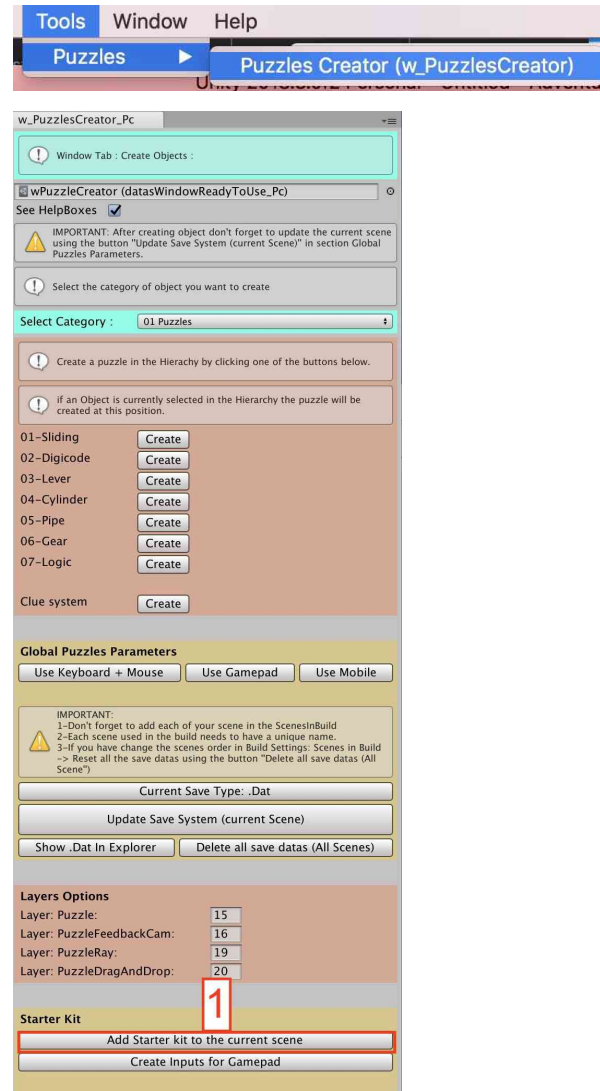 Tools Window Help
Puzzles Puzzles Creator (w_PuzzlesCreator)
w_PuzzlesCreator_Pc
Window Tab : Create Objects :
wPuzzleCreator (datasWindowReadyToUse_Pc)
See HelpBoxes
IMPORTANT: After creating object don't forget to update the current scene
using the button "Update Save System (current Scene)" in section Global
Puzzles Parameters.
Select the category of object you want to create
Select Category : 01 Puzzles
Create a puzzle in the Hierachy by clicking one of the buttons below.
if an Object is currently selected in the Hierarchy the puzzle will be
created at this position.
01-Sliding Create
02-Digicode Create
03-Lever Create
04-Cylinder Create
05-Pipe Create
06-Gear Create
07-Logic Create
Clue system Create
Global Puzzles Parameters
Use Keyboard + Mouse Use Gamepad Use Mobile
IMPORTANT:
1-Don't forget to add each of your scene in the ScenesInBuild
2-Each scene used in the build needs to have a unique name.
3-If you have change the scenes order in Build Settings: Scenes in Build
-> Reset all the save datas using the button "Delete all save datas (All
Scene")
Current Save Type: .Dat
Update Save System (current Scene)
Show .Dat In Explorer Delete all save datas (All Scenes)
Layers Options
Layer: Puzzle: 15
Layer: PuzzleFeedbackCam: 16
Layer: PuzzleRay: 19
Layer: PuzzleDragAndDrop: 20
1
Starter Kit
Add Starter kit to the current scene
Create Inputs for Gamepad